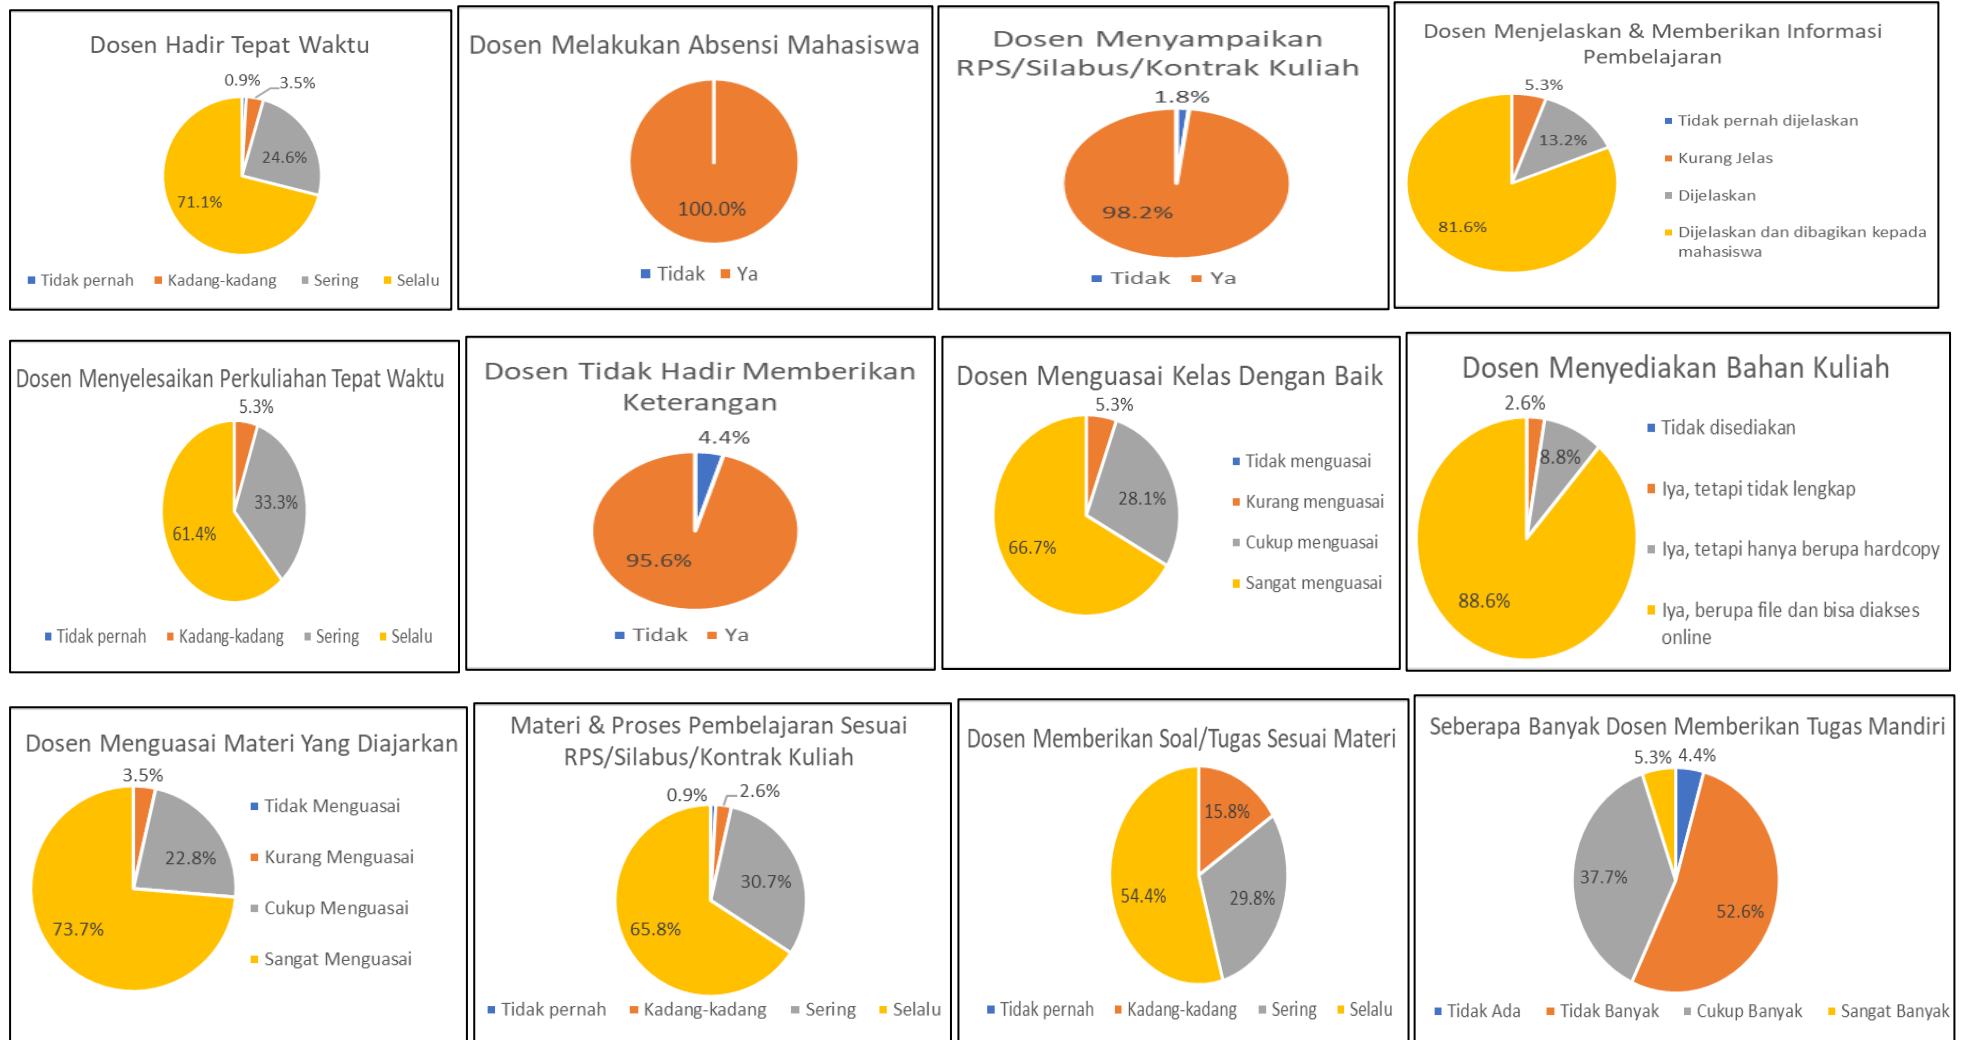 Dosen Hadir Tepat Waktu
0.9%
3.5%
24.6%
71.1%
Tidak pernah Kadang-kadang Sering Selalu
Dosen Melakukan Absensi Mahasiswa
100.0%
Tidak Ya
Dosen Menyampaikan
RPS/Silabus/Kontrak Kuliah
1.8%
98.2%
Tidak Ya
Dosen Menjelaskan & Memberikan Informasi
Pembelajaran
5.3%
13.2%
81.6%
Tidak pernah dijelaskan
Kurang Jelas
Dijelaskan
Dijelaskan dan dibagikan kepada
mahasiswa
Dosen Menyelesaikan Perkuliahan Tepat Waktu
5.3%
33.3%
61.4%
Tidak pernah Kadang-kadang Sering Selalu
Dosen Tidak Hadir Memberikan
Keterangan
4.4%
95.6%
Tidak Ya
Dosen Menguasai Kelas Dengan Baik
5.3%
28.1%
66.7%
Tidak menguasai
Kurang menguasai
Cukup menguasai
Sangat menguasai
Dosen Menyediakan Bahan Kuliah
2.6%
8.8%
88.6%
Tidak disediakan
Iya, tetapi tidak lengkap
Iya, tetapi hanya berupa hardcopy
Iya, berupa file dan bisa diakses
online
Dosen Menguasai Materi Yang Diajarkan
3.5%
22.8%
73.7%
Tidak Menguasai
Kurang Menguasai
Cukup Menguasai
Sangat Menguasai
Materi & Proses Pembelajaran Sesuai
RPS/Silabus/Kontrak Kuliah
0.9%
2.6%
30.7%
65.8%
Tidak pernah Kadang-kadang Sering Selalu
Dosen Memberikan Soal/Tugas Sesuai Materi
15.8%
29.8%
54.4%
Tidak pernah Kadang-kadang Sering Selalu
Seberapa Banyak Dosen Memberikan Tugas Mandiri
5.3% 4.4%
37.7%
52.6%
Tidak Ada Tidak Banyak Cukup Banyak Sangat Banyak